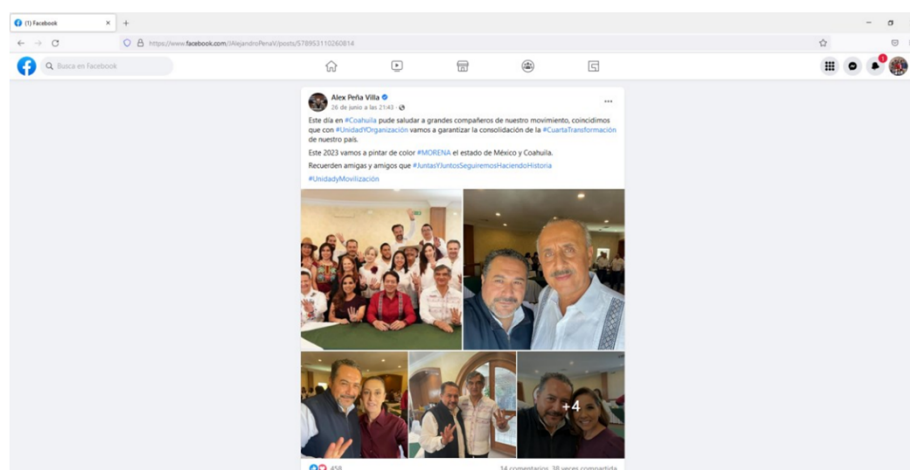 (1) Facebook
https://www.facebook.com/IAlejandroPenaV/posts/578953110260814
Busca en Facebook
Alex Peña Villa
26 de junio a las 21:43
Este día en #Coahuila pude saludar a grandes compañeros de nuestro movimiento, coincidimos
que con #UnidadYOrganización vamos a garantizar la consolidación de la #CuartaTransformación
de nuestro país.
Este 2023 vamos a pintar de color #MORENA el estado de México y Coahuila.
Recuerden amigas y amigos que #JuntasYJuntosSeguiremosHaciendoHistoria
#UnidadyMovilización
+4
458
14 comentarios 38 veces compartida